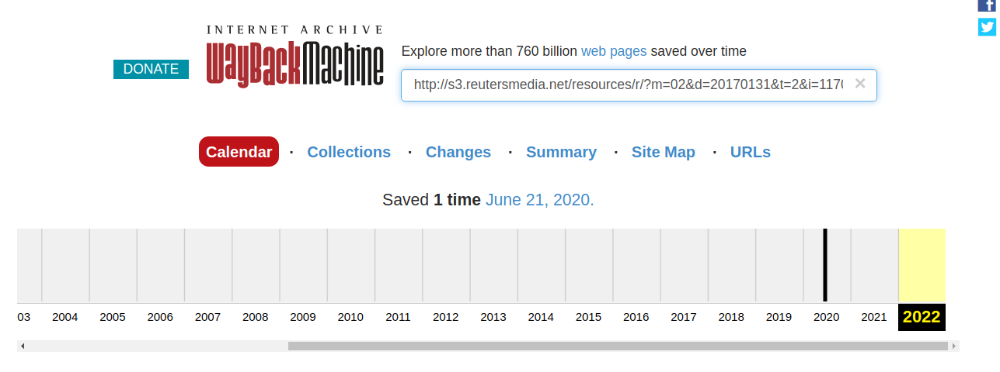 INTERNET ARCHIVE
DONATE
WayBackMachine
Explore more than 760 billion web pages saved over time
http://s3.reutersmedia.net/resources/r/?m=02&d=20170131&t=2&i=1170
Calendar · Collections · Changes · Summary · Site Map · URLs
Saved 1 time June 21, 2020.
03 2004 2005 2006 2007 2008 2009 2010 2011 2012 2013 2014 2015 2016 2017 2018 2019 2020 2021 2022